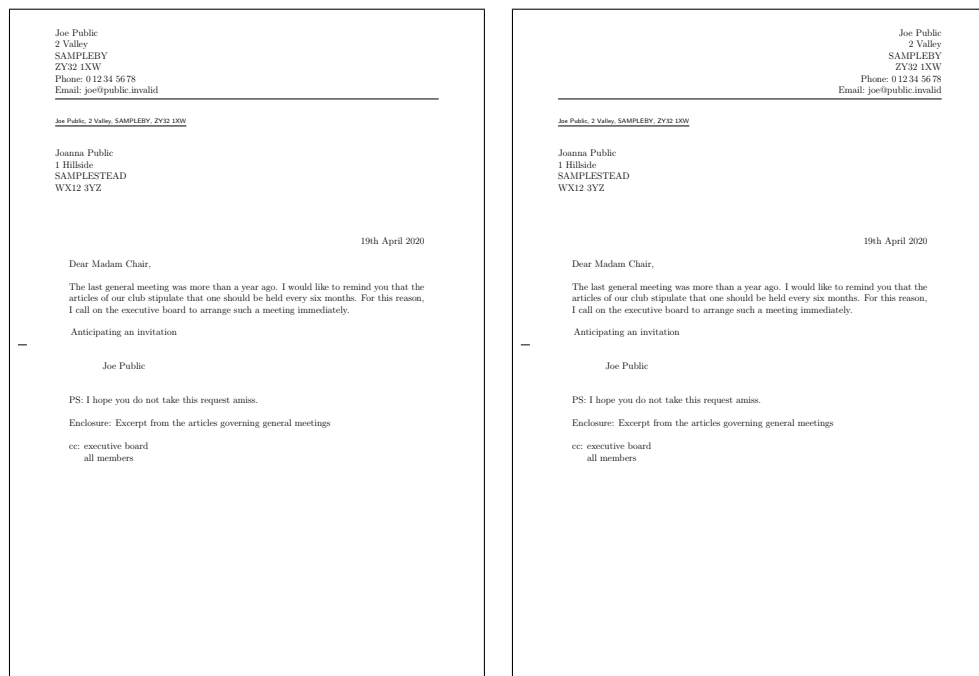 Joe Public
2 Valley
SAMPLEBY
ZY32 1XW
Phone: 0 12 34 56 78
Email: joe@public.invalid
Joe Public, 2 Valley, SAMPLEBY, ZY32 1XW
Joanna Public
1 Hillside
SAMPLESTEAD
WX12 3YZ
19th April 2020
Dear Madam Chair,
The last general meeting was more than a year ago. I would like to remind you that the
articles of our club stipulate that one should be held every six months. For this reason,
I call on the executive board to arrange such a meeting immediately.
Anticipating an invitation
Joe Public
PS: I hope you do not take this request amiss.
Enclosure: Excerpt from the articles governing general meetings
cc: executive board
all members
Joe Public
2 Valley
SAMPLEBY
ZY32 1XW
Phone: 0 12 34 56 78
Email: joe@public.invalid
Joe Public, 2 Valley, SAMPLEBY, ZY32 1XW
Joanna Public
1 Hillside
SAMPLESTEAD
WX12 3YZ
19th April 2020
Dear Madam Chair,
The last general meeting was more than a year ago. I would like to remind you that the
articles of our club stipulate that one should be held every six months. For this reason,
I call on the executive board to arrange such a meeting immediately.
Anticipating an invitation
Joe Public
PS: I hope you do not take this request amiss.
Enclosure: Excerpt from the articles governing general meetings
cc: executive board
all members